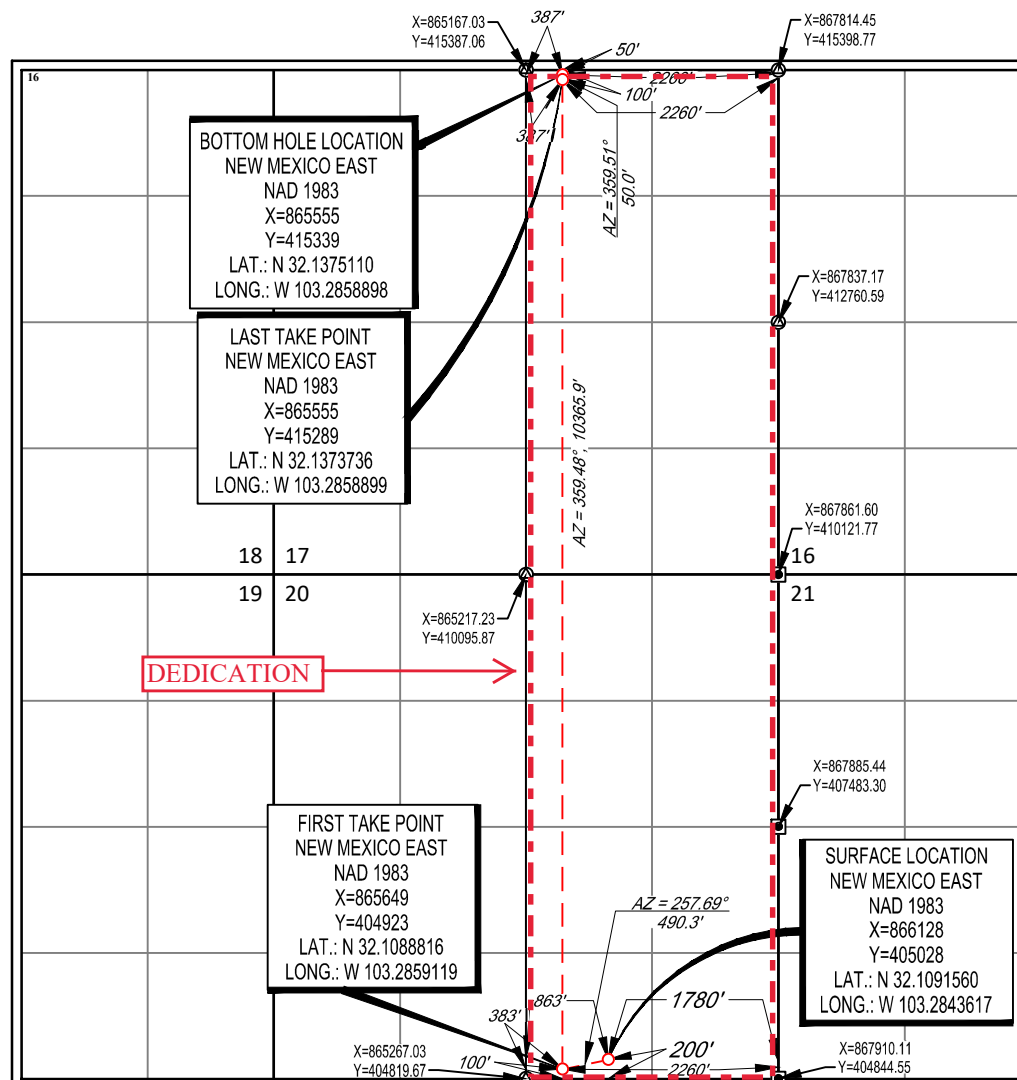 X=865167.03
Y=415387.06
387'
X=867814.45
Y=415398.77
50'
16
2260'
100'
2260'
387'
BOTTOM HOLE LOCATION
NEW MEXICO EAST
NAD 1983
X=865555
Y=415339
LAT.: N 32.1375110
LONG.: W 103.2858898
AZ = 359.51°
50.0'
X=867837.17
Y=412760.59
LAST TAKE POINT
NEW MEXICO EAST
NAD 1983
X=865555
Y=415289
LAT.: N 32.1373736
LONG.: W 103.2858899
AZ = 359.48°, 10365.9'
X=867861.60
Y=410121.77
18 17
16
19 20
21
X=865217.23
Y=410095.87
DEDICATION
X=867885.44
Y=407483.30
FIRST TAKE POINT
NEW MEXICO EAST
NAD 1983
X=865649
Y=404923
LAT.: N 32.1088816
LONG.: W 103.2859119
SURFACE LOCATION
NEW MEXICO EAST
NAD 1983
X=866128
Y=405028
LAT.: N 32.1091560
LONG.: W 103.2843617
AZ = 257.69°
490.3'
863'
1780'
383'
X=865267.03
Y=404819.67
100'
200'
2260'
X=867910.11
Y=404844.55